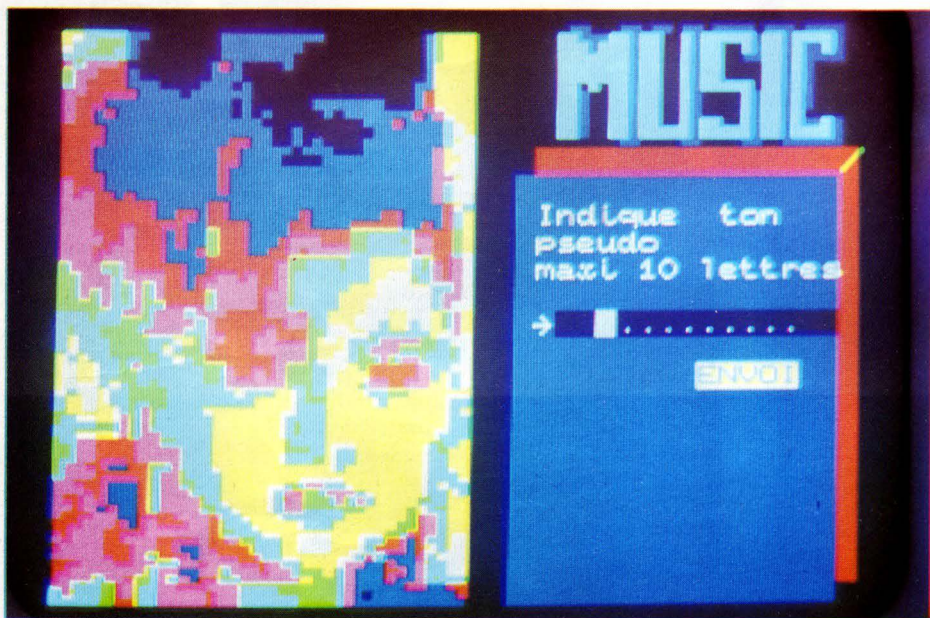 MUSIC
Indique ton
pseudo
maxi 10 lettres
→ . . . . . . . . .
ENVOI